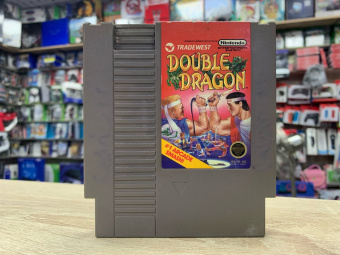 TRADEWEST
Nintendo
DOUBLE
DRAGON
#1 ARCADE
SMASH!